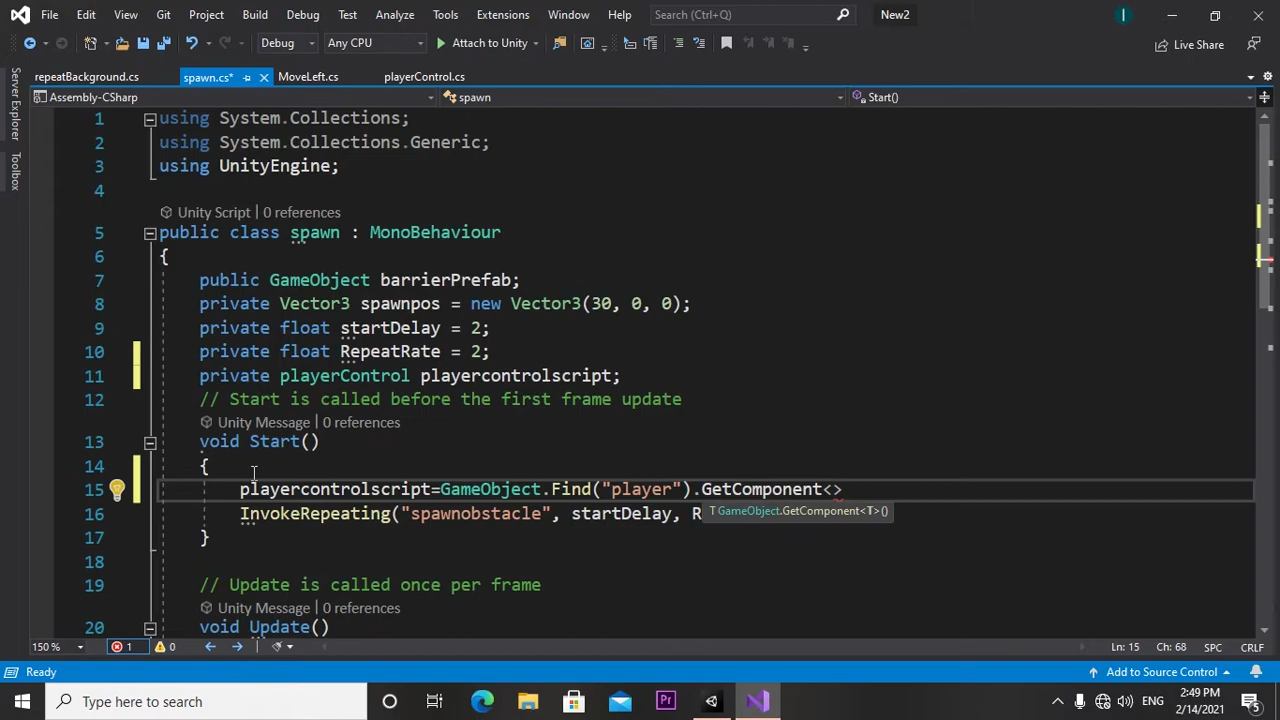 File Edit View Git Project Build Debug Test Analyze Tools Extensions Window Help Search (Ctrl+Q) New2
Debug Any CPU Attach to Unity Live Share
repeatBackground.cs spawn.cs* MoveLeft.cs playerControl.cs
Assembly-CSharp spawn Start()
Server Explorer
Toolbox
1 using System.Collections;
2 using System.Collections.Generic;
3 using UnityEngine;
4
Unity Script | 0 references
5 public class spawn : MonoBehaviour
6 {
7 public GameObject barrierPrefab;
8 private Vector3 spawnpos = new Vector3(30, 0, 0);
9 private float startDelay = 2;
10 private float RepeatRate = 2;
11 private playerControl playercontrolscript;
12 // Start is called before the first frame update
Unity Message | 0 references
13 void Start()
14 {
15 playercontrolscript=GameObject.Find("player").GetComponent<>
T GameObject.GetComponent<T>()
16 InvokeRepeating("spawnobstacle", startDelay, R
17 }
18
19 // Update is called once per frame
Unity Message | 0 references
20 void Update()
150 % 1 0 Ln: 15 Ch: 68 SPC CRLF
Ready Add to Source Control
Type here to search Pr ENG 2:49 PM
2/14/2021 5